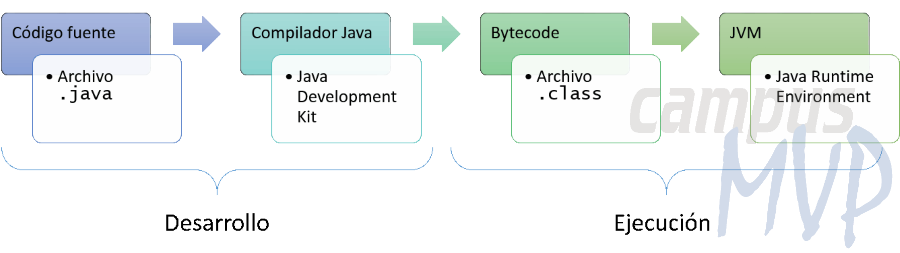 Código fuente
• Archivo
.java
Compilador Java
• Java
Development
Kit
Bytecode
• Archivo
.class
JVM
• Java Runtime
Environment
Desarrollo
Ejecución
campus
MVP